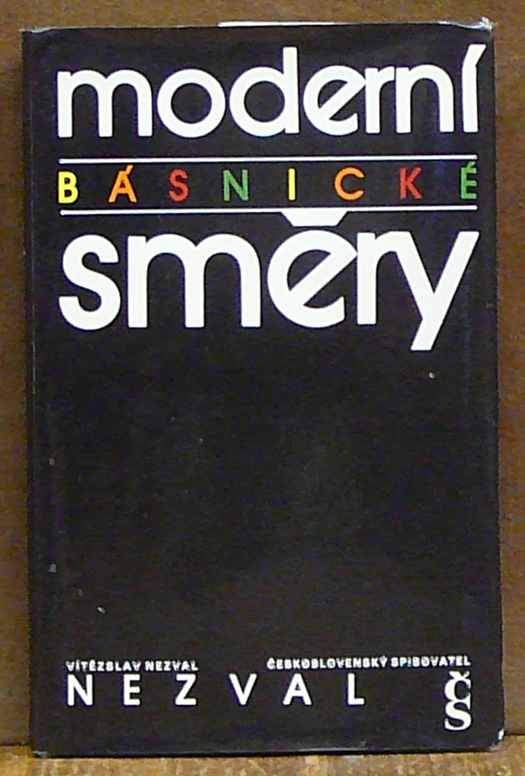 moderní
BÁSNICKÉ
směry
VÍTĚZSLAV NEZVAL ČESKOSLOVENSKÝ SPISOVATEL
NEZVAL ČS